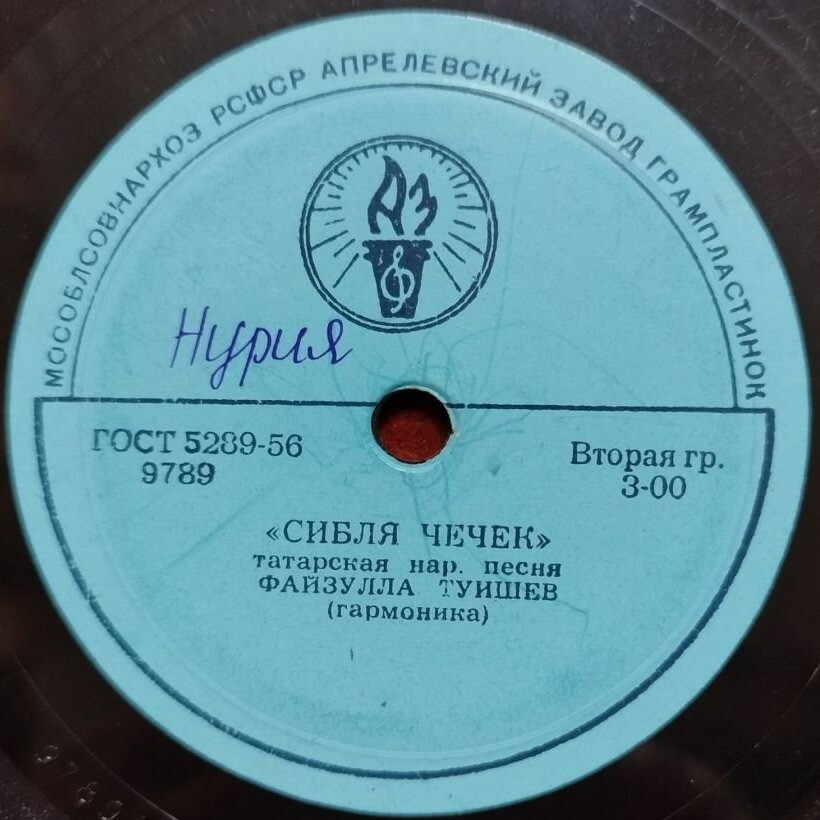 МОСОБЛСОВНАРХОЗ РСФСР АПРЕЛЕВСКИЙ ЗАВОД ГРАМПЛАСТИНОК
АЗ
Нурия
ГОСТ 5289-56
9789
Вторая гр.
3-00
«СИБЛЯ ЧЕЧЕК»
татарская нар. песня
ФАЙЗУЛЛА ТУИШЕВ
(гармоника)